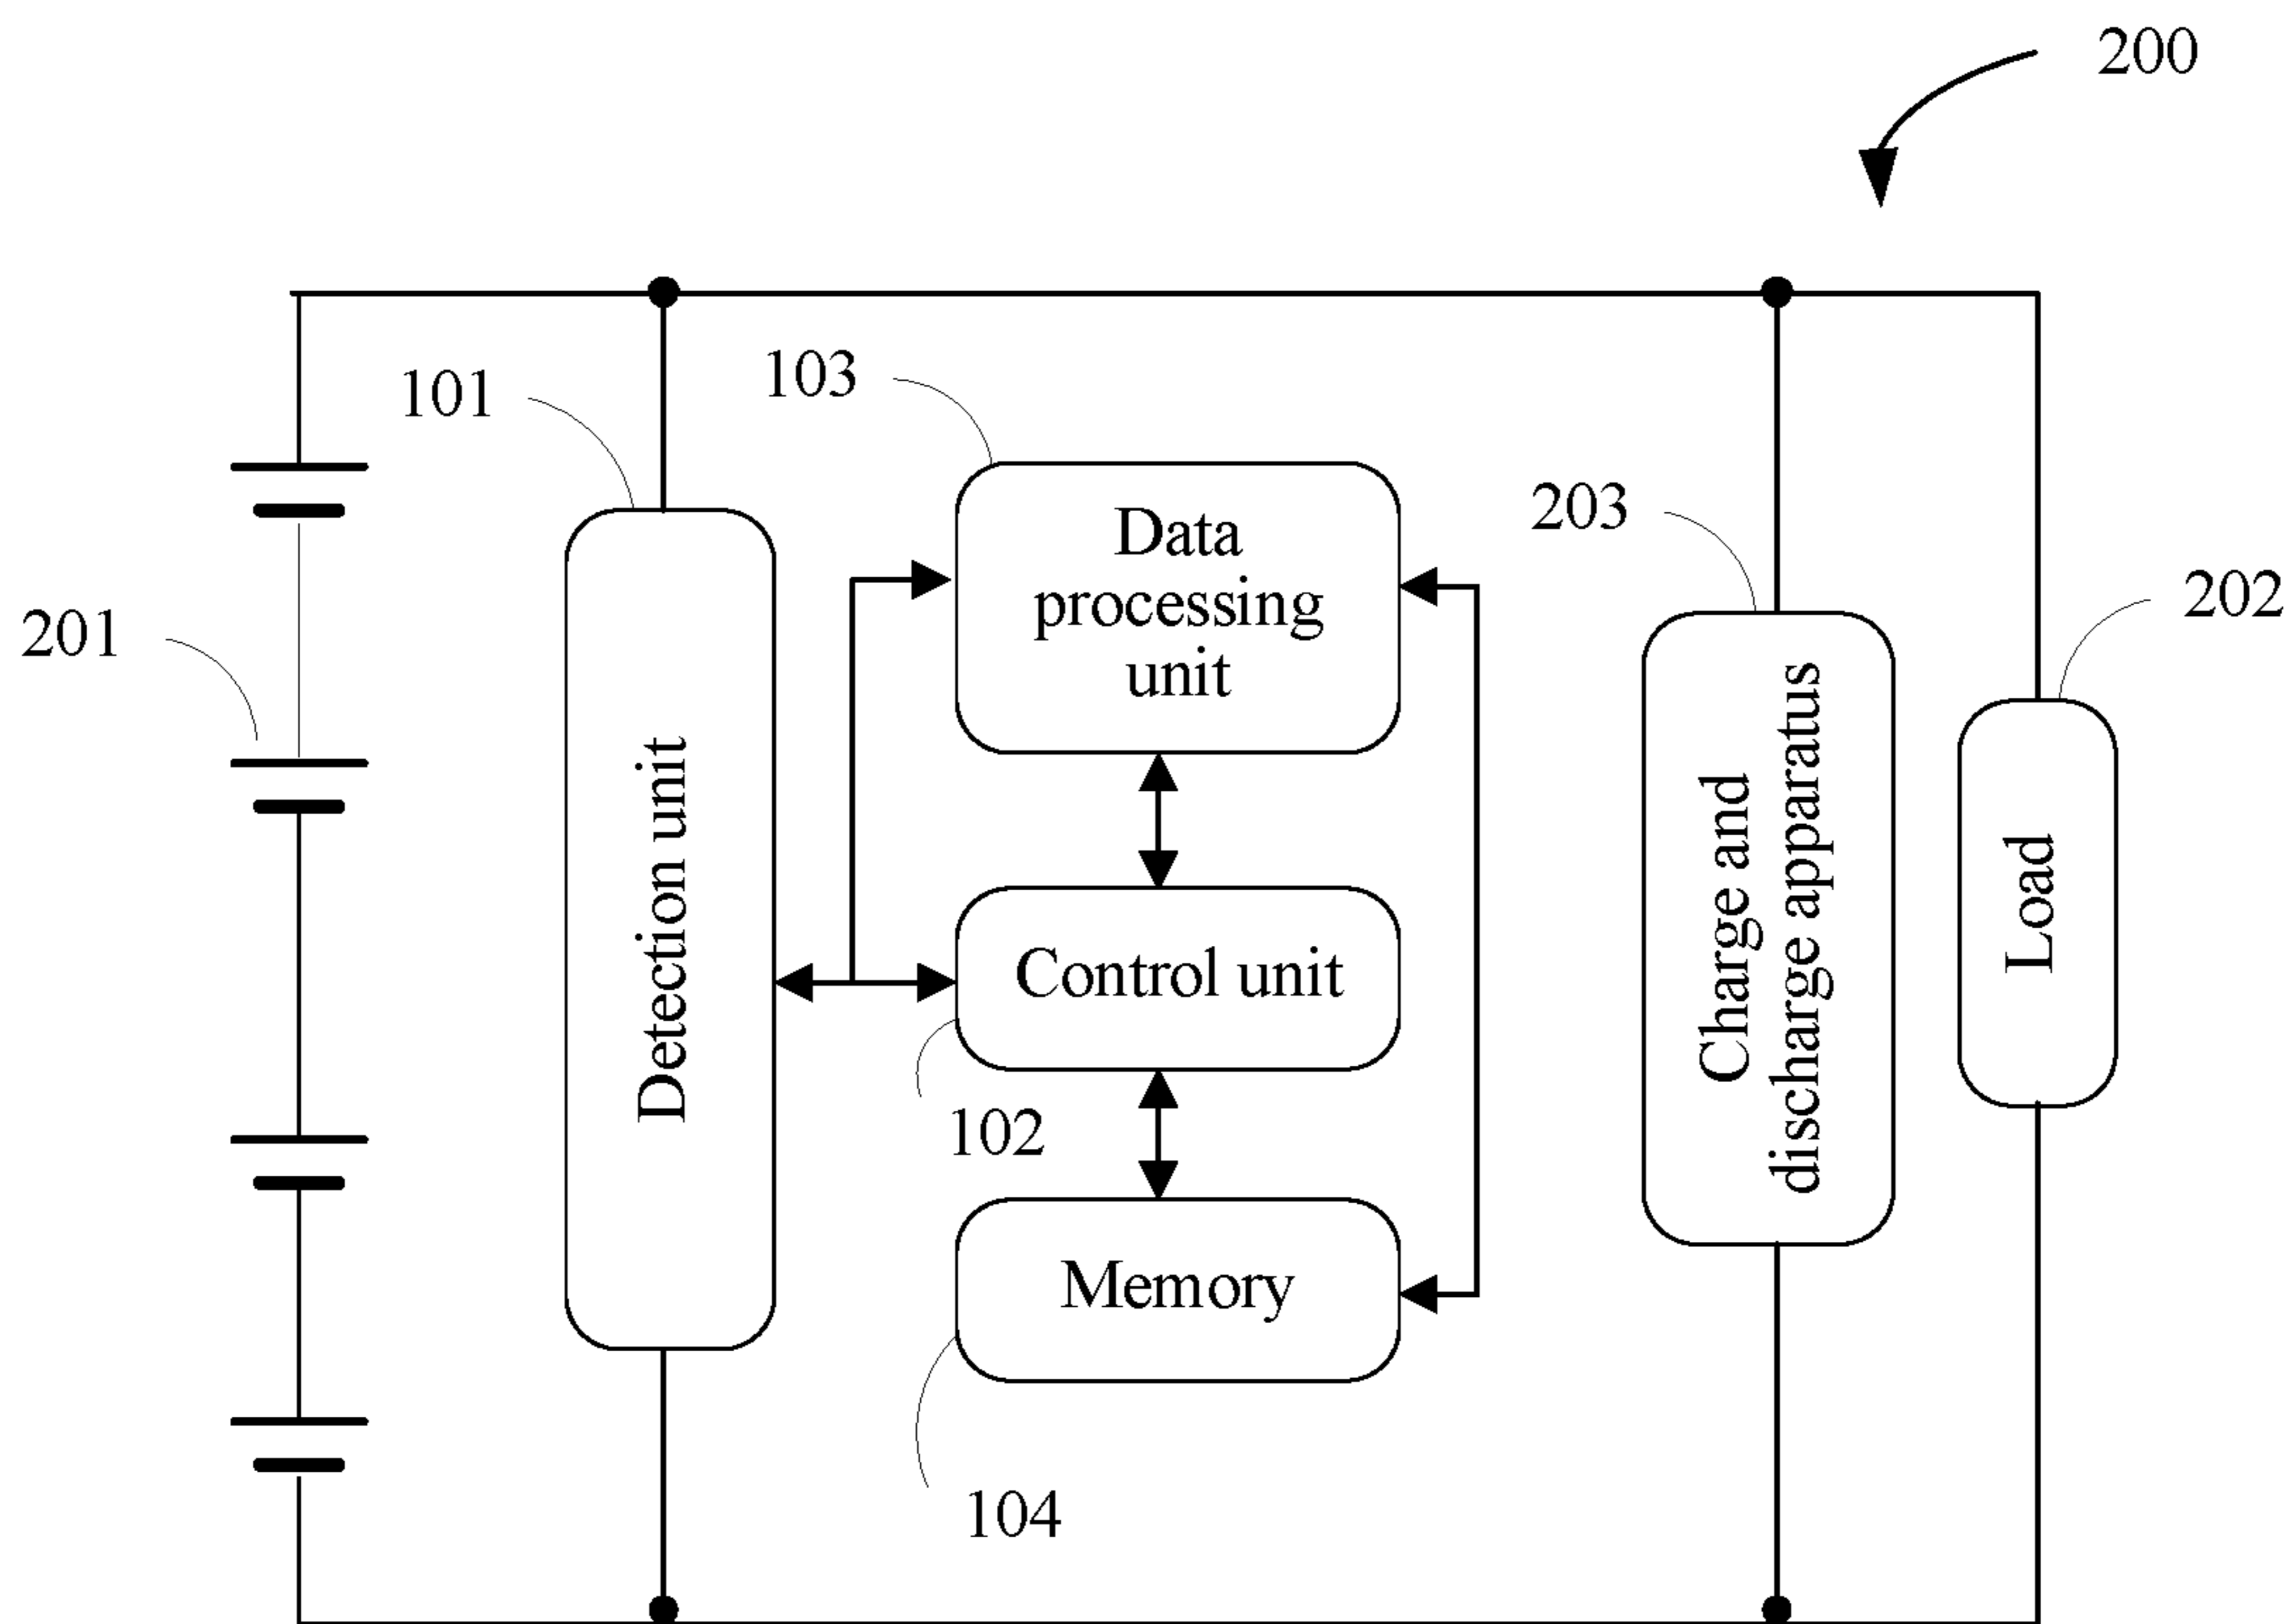 200
103
101
203
Data
processing
unit
202
201
Detection unit
Charge and
discharge apparatus
Load
Control unit
102
Memory
104